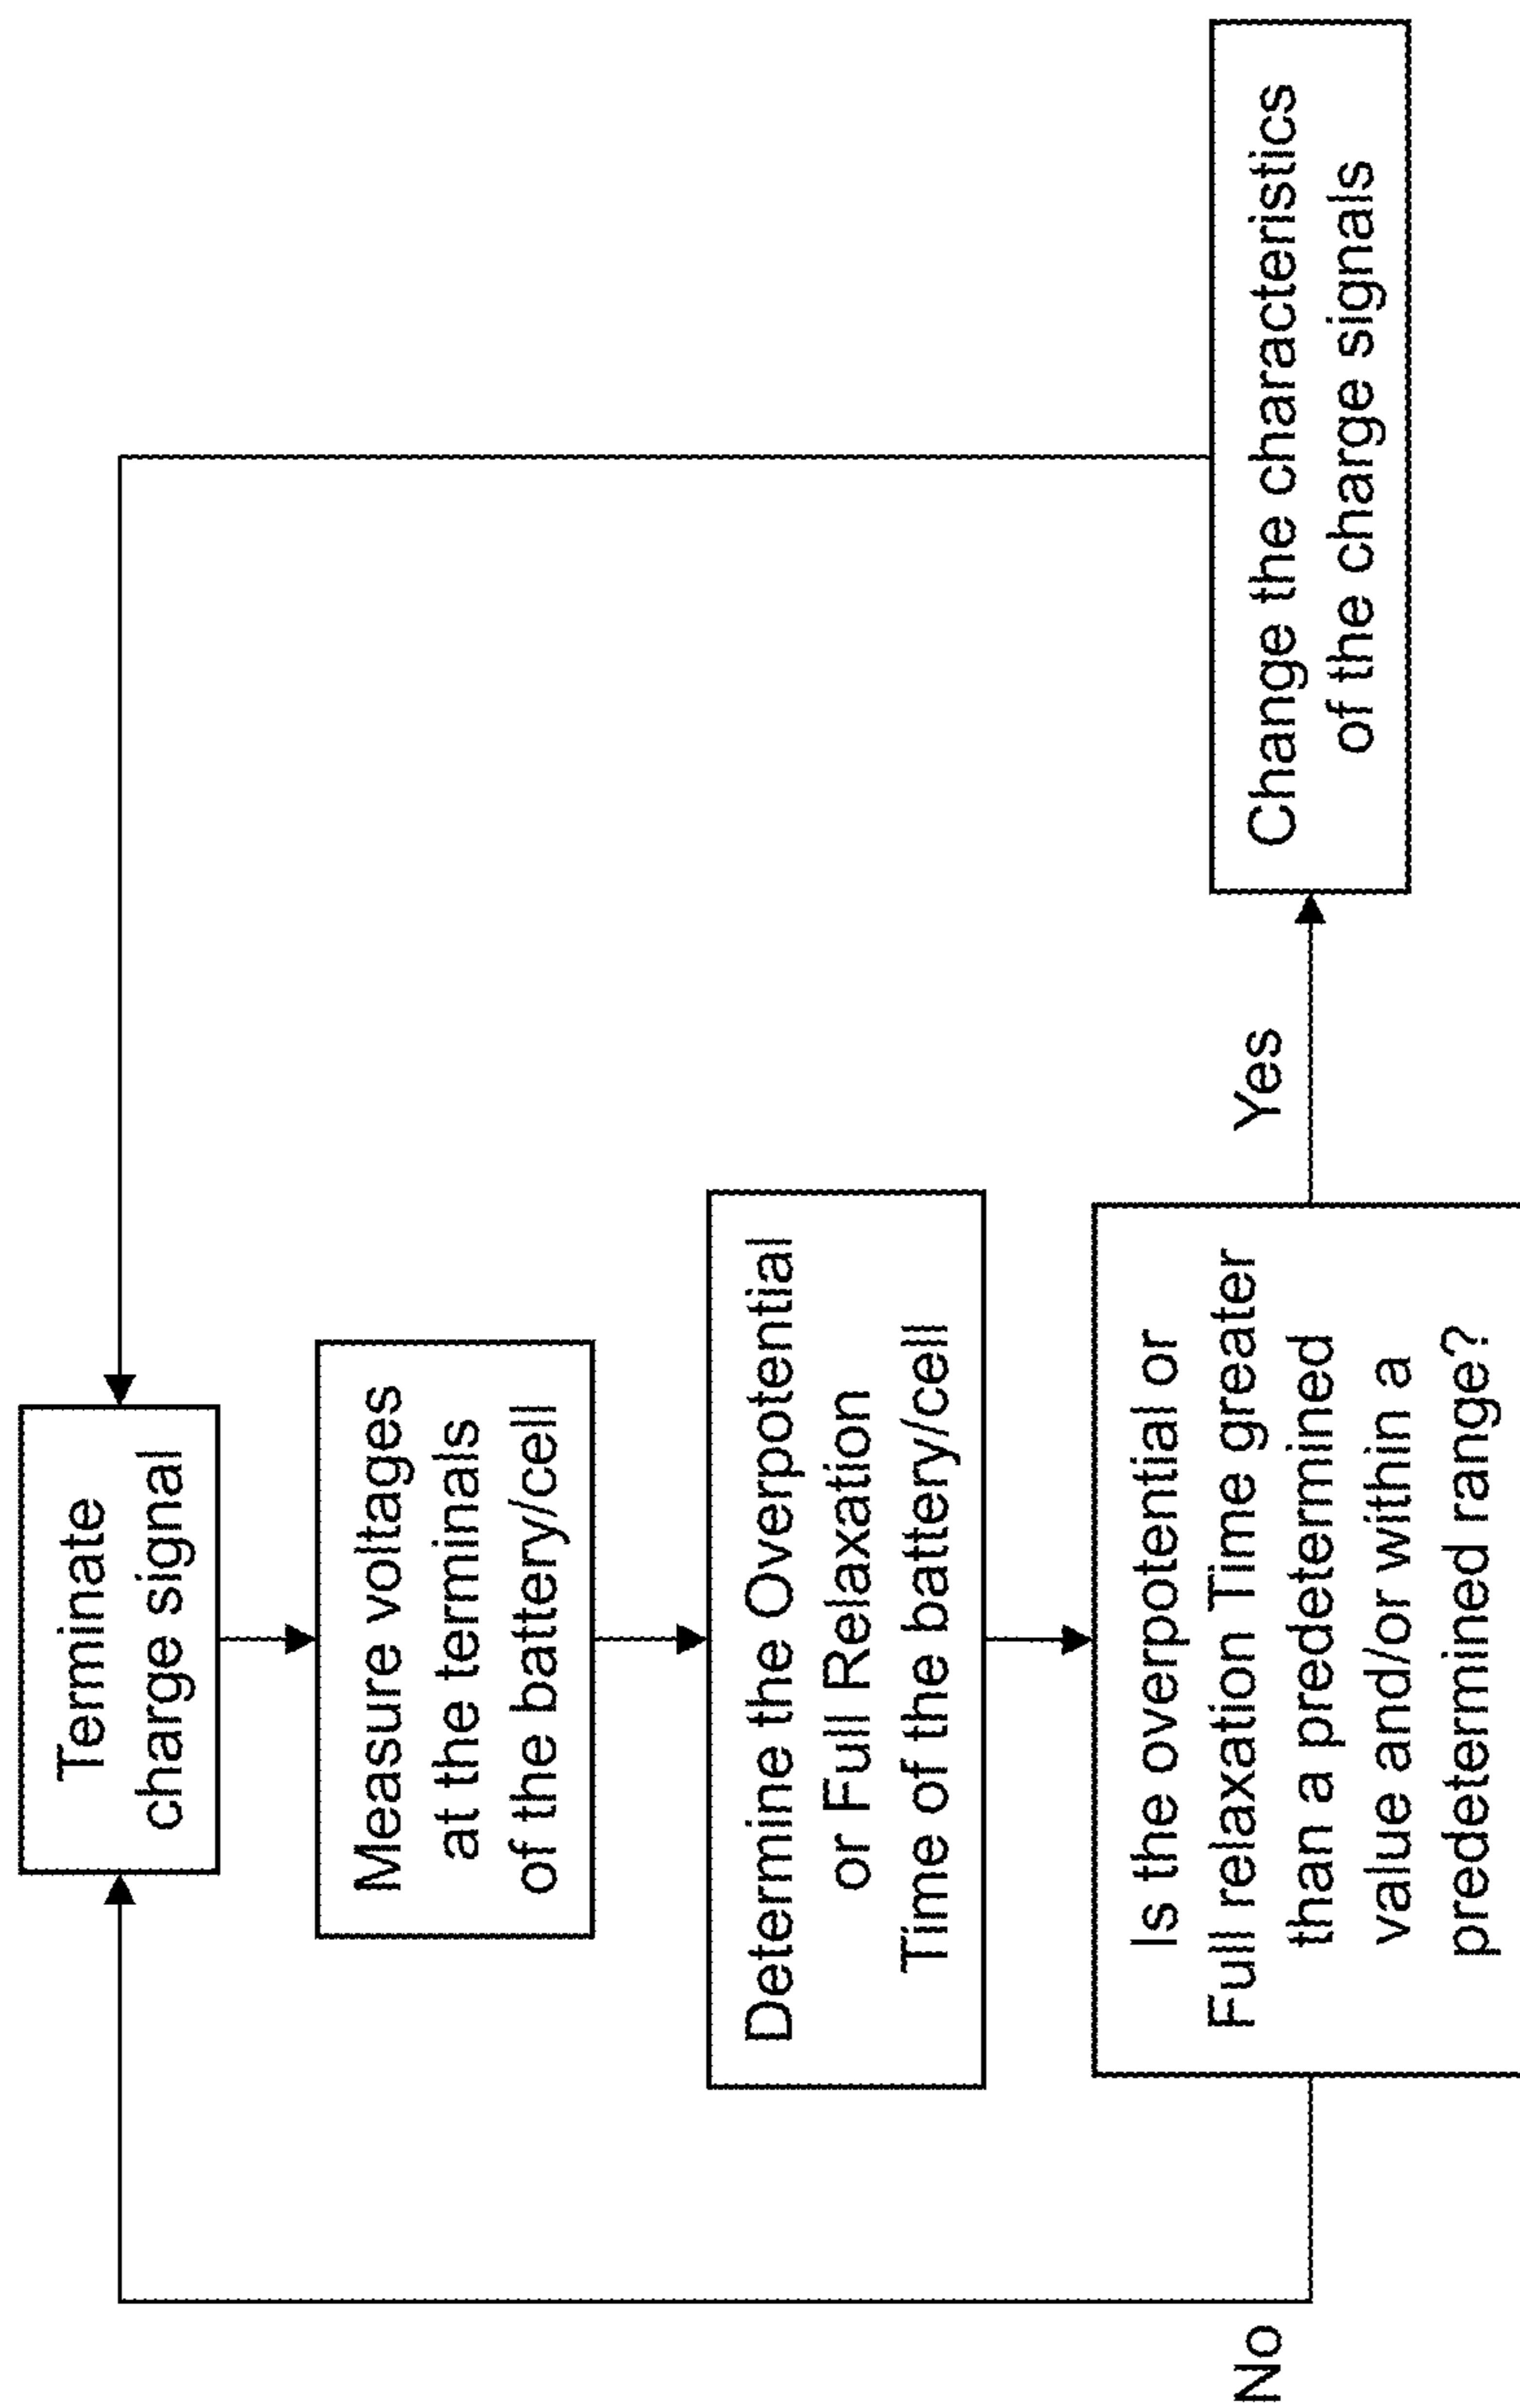 Terminate
charge signal
Measure voltages
at the terminals
of the battery/cell
Determine the Overpotential
or Full Relaxation
Time of the battery/cell
Is the overpotential or
Full relaxation Time greater
than a predetermined
value and/or within a
predetermined range?
No
Yes
Change the characteristics
of the charge signals